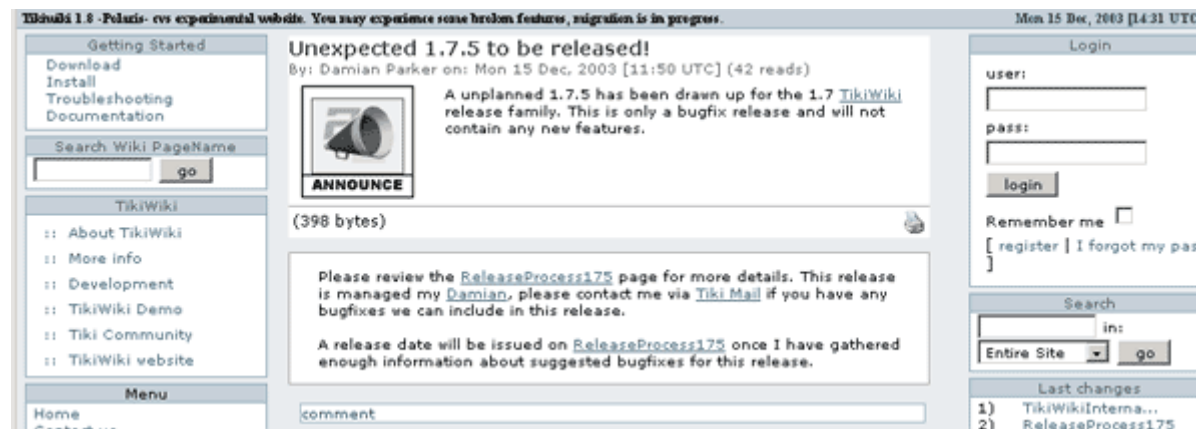 Tikiwiki 1.8 -Polaris- cvs experimental website. You may experience some broken features, migration is in progress.
Mon 15 Dec, 2003 [14:31 UTC
Getting Started
Download
Install
Troubleshooting
Documentation
Search Wiki PageName
go
TikiWiki
:: About TikiWiki
:: More info
:: Development
:: TikiWiki Demo
:: Tiki Community
:: TikiWiki website
Menu
Home
Contact us
Unexpected 1.7.5 to be released!
By: Damian Parker on: Mon 15 Dec, 2003 [11:50 UTC] (42 reads)
A unplanned 1.7.5 has been drawn up for the 1.7 TikiWiki
release family. This is only a bugfix release and will not
contain any new features.
ANNOUNCE
(398 bytes)
Please review the ReleaseProcess175 page for more details. This release
is managed my Damian, please contact me via Tiki Mail if you have any
bugfixes we can include in this release.
A release date will be issued on ReleaseProcess175 once I have gathered
enough information about suggested bugfixes for this release.
comment
Login
user:
pass:
login
Remember me
[ register | I forgot my pas
]
Search
in:
Entire Site
go
Last changes
1) TikiWikiInterna...
2) ReleaseProcess175